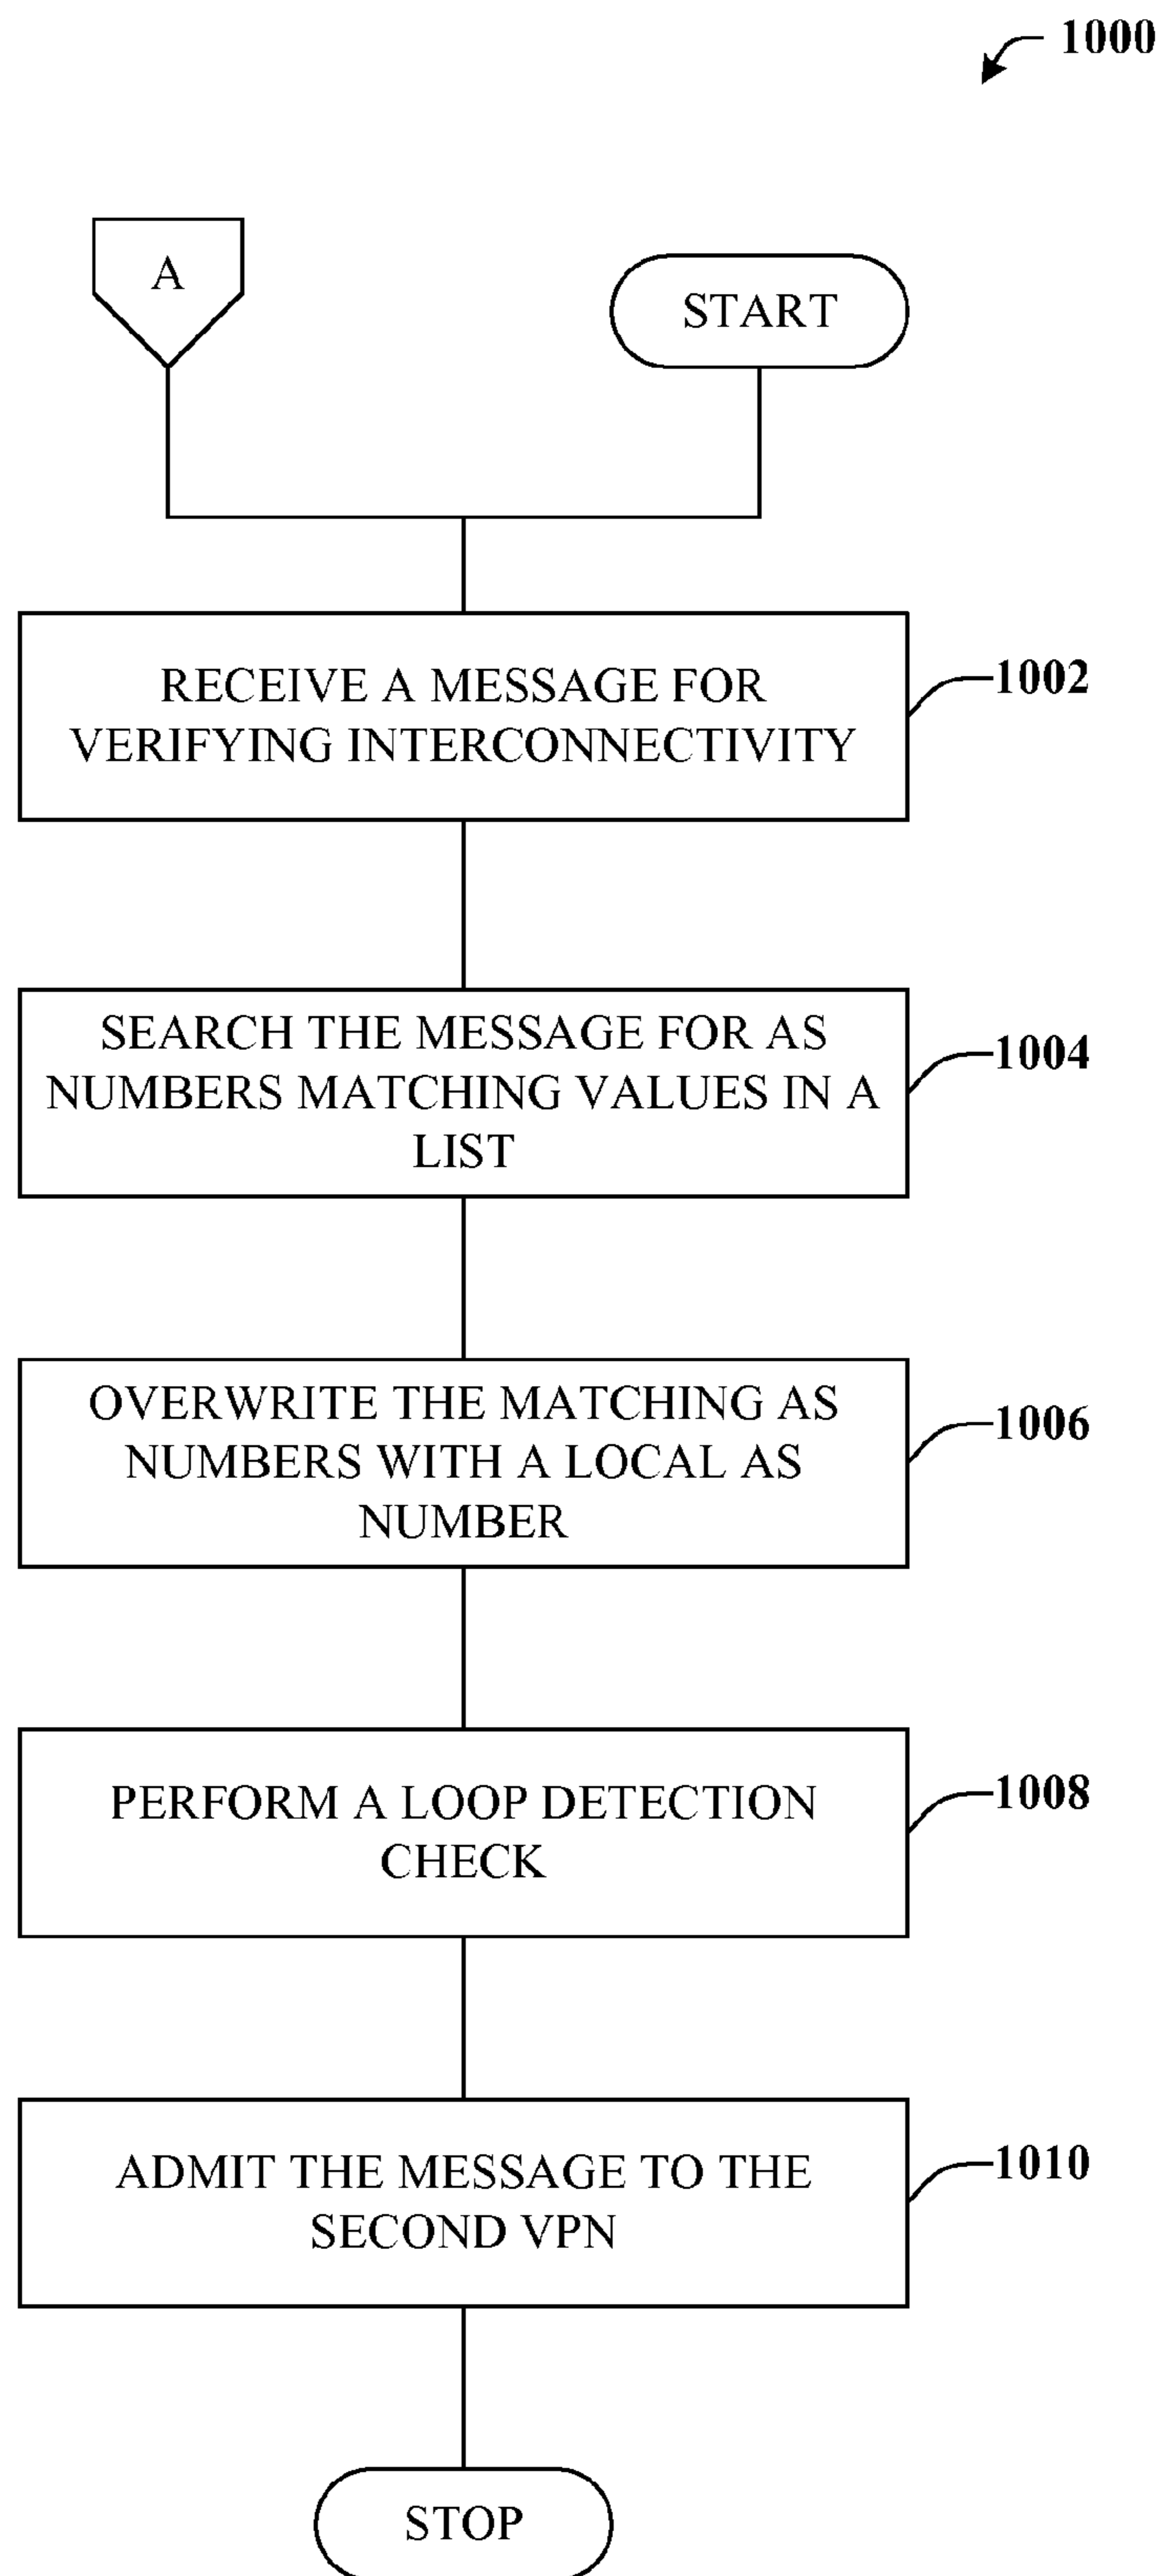 1000
A
START
RECEIVE A MESSAGE FOR
VERIFYING INTERCONNECTIVITY
1002
SEARCH THE MESSAGE FOR AS
NUMBERS MATCHING VALUES IN A
LIST
1004
OVERWRITE THE MATCHING AS
NUMBERS WITH A LOCAL AS
NUMBER
1006
PERFORM A LOOP DETECTION
CHECK
1008
ADMIT THE MESSAGE TO THE
SECOND VPN
1010
STOP